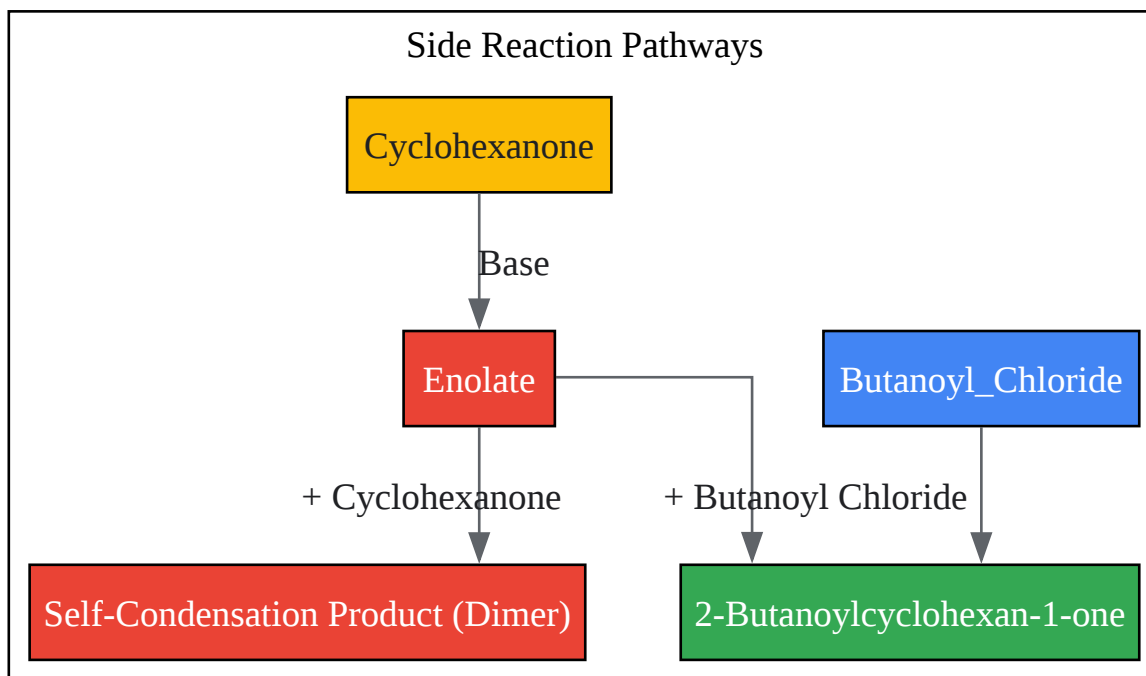 Side Reaction Pathways
Cyclohexanone
Base
Enolate
Butanoyl_Chloride
+ Cyclohexanone
+ Butanoyl Chloride
Self-Condensation Product (Dimer)
2-Butanoylcyclohexan-1-one